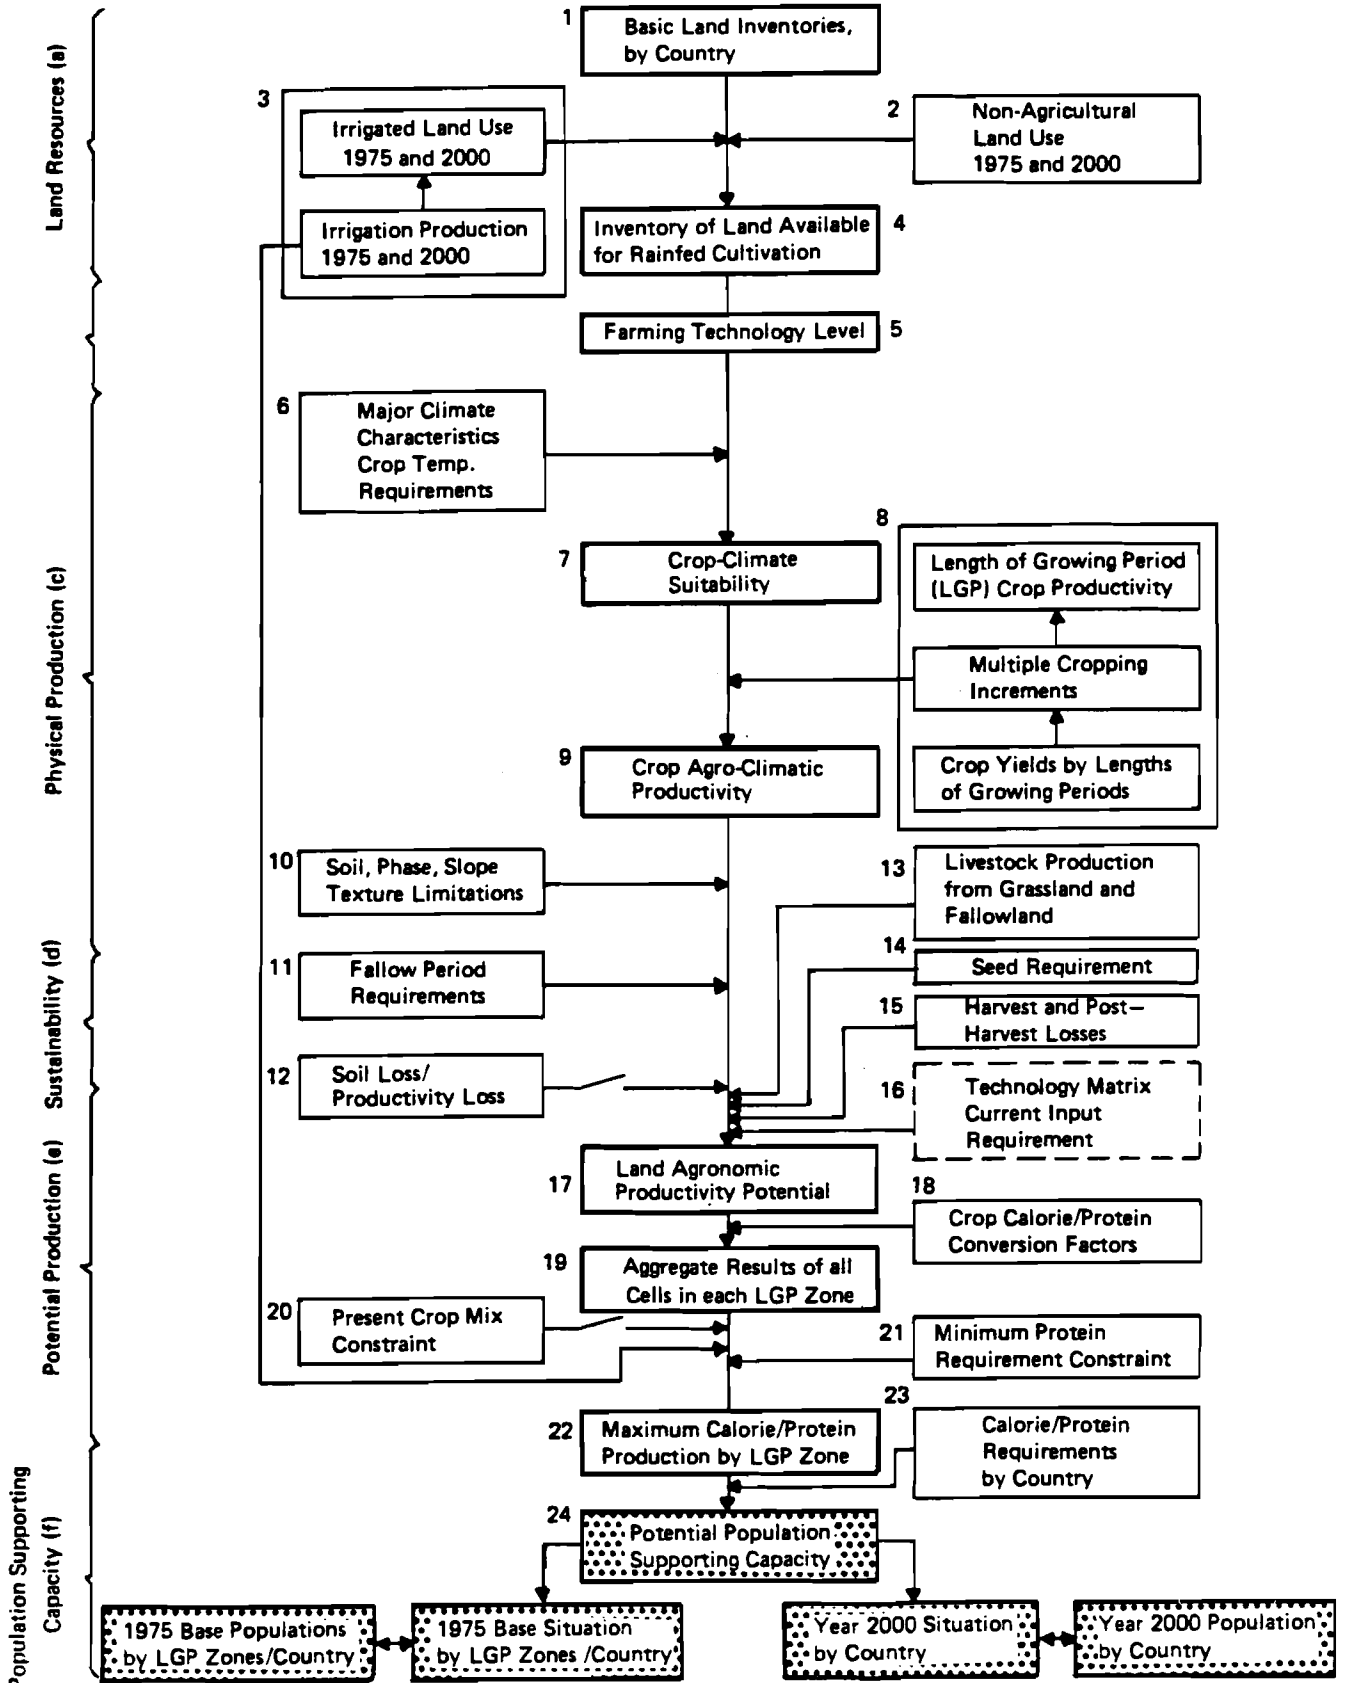 Land Resources (a)
Physical Production (c)
Sustainability (d)
Potential Production (e)
Population Supporting
Capacity (f)
1
Basic Land Inventories,
by Country
3
Irrigated Land Use
1975 and 2000
Irrigation Production
1975 and 2000
2
Non-Agricultural
Land Use
1975 and 2000
Inventory of Land Available
for Rainfed Cultivation
4
Farming Technology Level
5
6
Major Climate
Characteristics
Crop Temp.
Requirements
7
Crop-Climate
Suitability
8
Length of Growing Period
(LGP) Crop Productivity
Multiple Cropping
Increments
Crop Yields by Lengths
of Growing Periods
9
Crop Agro-Climatic
Productivity
10
Soil, Phase, Slope
Texture Limitations
11
Fallow Period
Requirements
12
Soil Loss/
Productivity Loss
13
Livestock Production
from Grassland and
Fallowland
14
Seed Requirement
15
Harvest and Post—
Harvest Losses
16
Technology Matrix
Current Input
Requirement
17
Land Agronomic
Productivity Potential
18
Crop Calorie/Protein
Conversion Factors
19
Aggregate Results of all
Cells in each LGP Zone
20
Present Crop Mix
Constraint
21
Minimum Protein
Requirement Constraint
22
Maximum Calorie/Protein
Production by LGP Zone
23
Calorie/Protein
Requirements
by Country
24
Potential Population
Supporting Capacity
1975 Base Populations
by LGP Zones/Country
1975 Base Situation
by LGP Zones /Country
Year 2000 Situation
by Country
Year 2000 Population
by Country